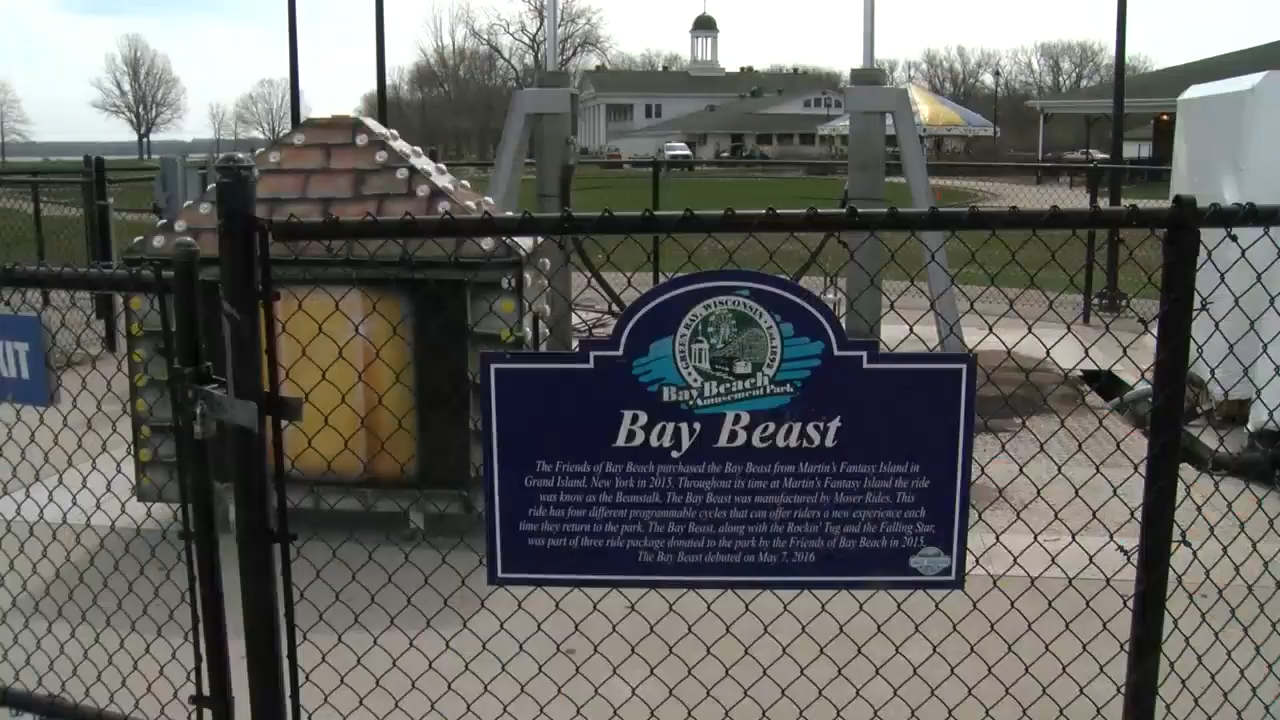 XIT
GREEN BAY, WISCONSIN
Bay Beach
Amusement Park
Bay Beast
The Friends of Bay Beach purchased the Bay Beast from Martin's Fantasy Island in
Grand Island, New York in 2015. Throughout its time at Martin's Fantasy Island the ride
was know as the Beanstalk. The Bay Beast was manufactured by Moser Rides. This
ride has four different programmable cycles that can offer riders a new experience each
time they return to the park. The Bay Beast, along with the Rockin' Tug and the Falling Star,
was part of three ride package donated to the park by the Friends of Bay Beach in 2015.
The Bay Beast debuted on May 7, 2016